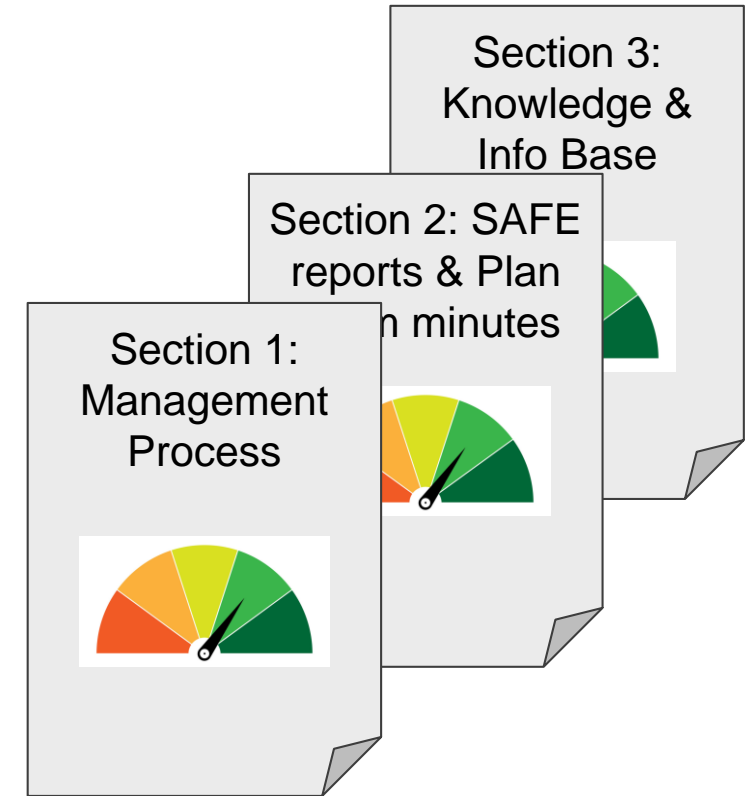 Section 1:
Management
Process
Section 2: SAFE
reports & Plan
minutes
Section 3:
Knowledge &
Info Base